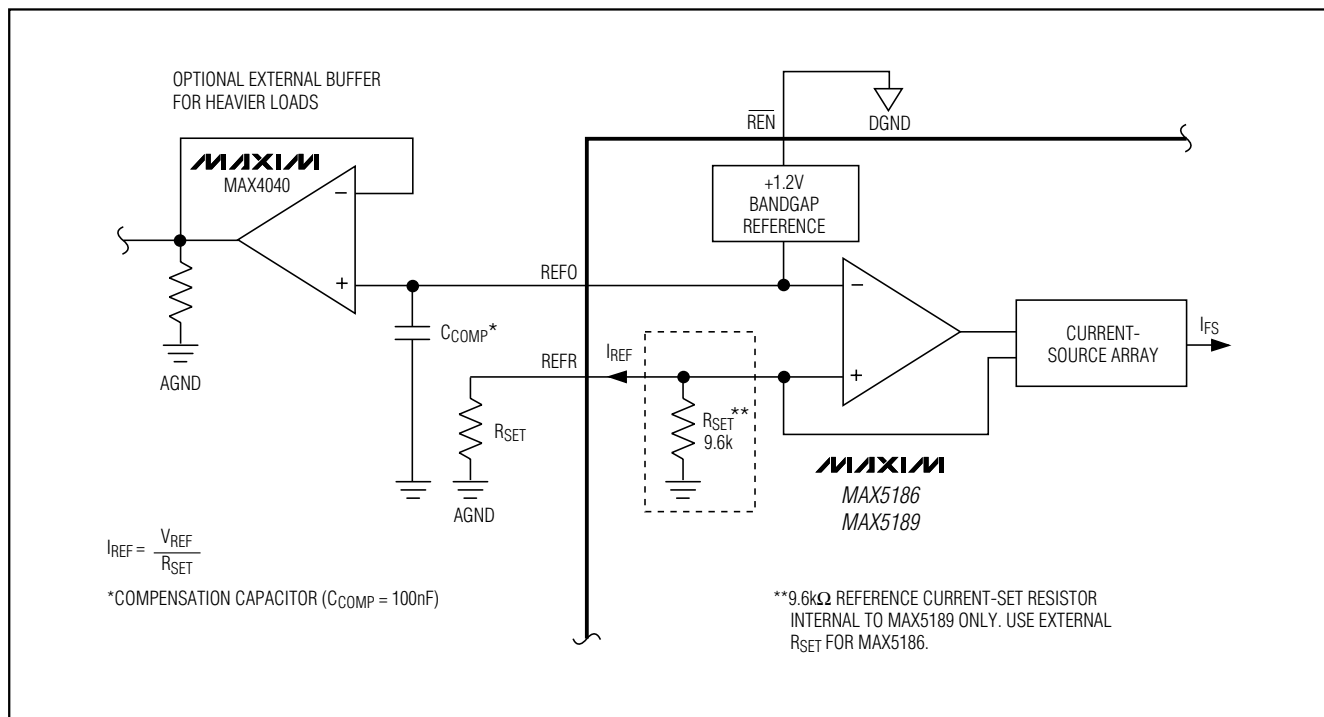 OPTIONAL EXTERNAL BUFFER
FOR HEAVIER LOADS
MAXIM
MAX4040
−
+
AGND
REN
DGND
+1.2V
BANDGAP
REFERENCE
REFO
CCOMP*
REFR
IREF
RSET
AGND
RSET**
9.6k
−
+
CURRENT-
SOURCE ARRAY
IFS
MAXIM
MAX5186
MAX5189
IREF = VREF
RSET
*COMPENSATION CAPACITOR (CCOMP = 100nF)
**9.6kΩ REFERENCE CURRENT-SET RESISTOR
INTERNAL TO MAX5189 ONLY. USE EXTERNAL
RSET FOR MAX5186.